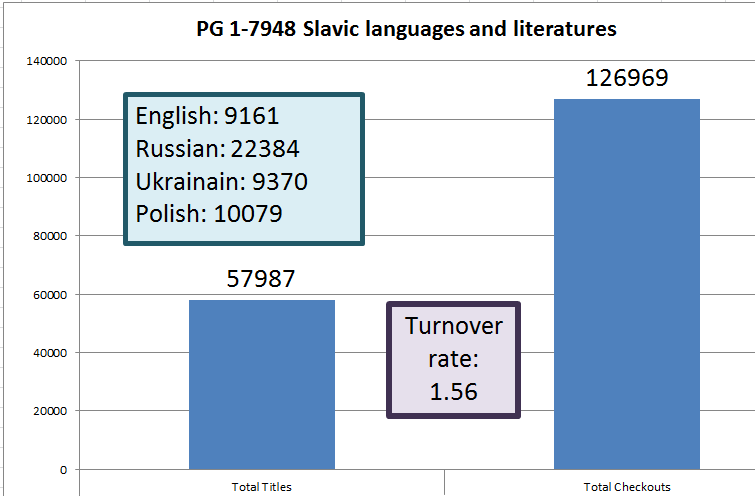 PG 1-7948 Slavic languages and literatures
140000
120000
100000
80000
60000
40000
20000
0
English: 9161
Russian: 22384
Ukrainain: 9370
Polish: 10079
57987
Turnover
rate:
1.56
126969
Total Titles
Total Checkouts